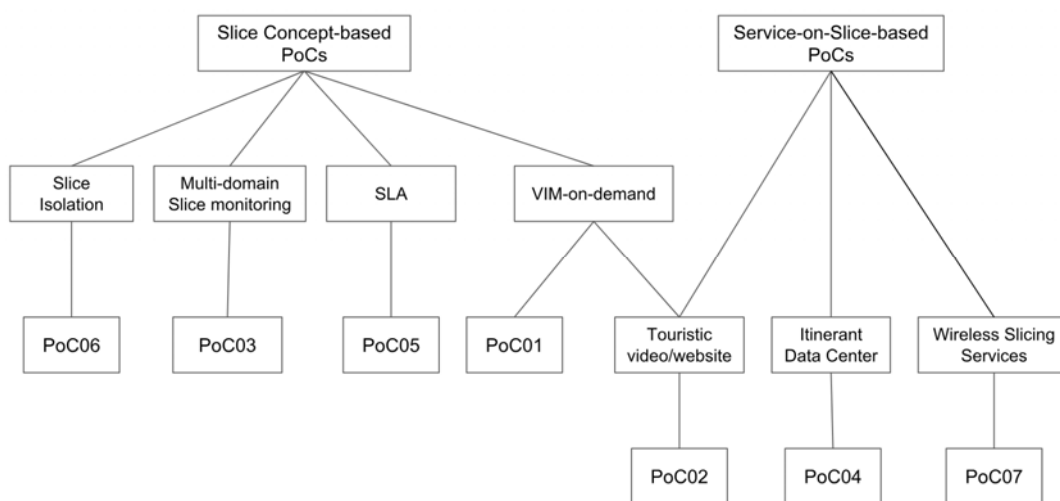 Slice Concept-based
PoCs
Service-on-Slice-based
PoCs
Slice
Isolation
Multi-domain
Slice monitoring
SLA
VIM-on-demand
PoC06
PoC03
PoC05
PoC01
Touristic
video/website
Itinerant
Data Center
Wireless Slicing
Services
PoC02
PoC04
PoC07